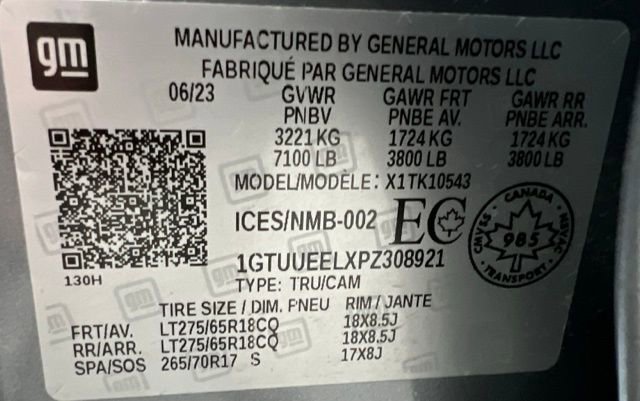 gm
MANUFACTURED BY GENERAL MOTORS LLC
FABRIQUÉ PAR GENERAL MOTORS LLC
06/23 GVWR GAWR FRT GAWR RR
PNBV PNBE AV. PNBE ARR.
3221 KG 1724 KG 1724 KG
7100 LB 3800 LB 3800 LB
MODEL/MODÈLE: X1TK10543
ICES/NMB-002 EC
CANADA
985
TRANSPORT
1GTUUEELXPZ308921
130H
TYPE: TRU/CAM
TIRE SIZE / DIM. PNEU RIM / JANTE
FRT/AV. LT275/65R18CQ 18X8.5J
RR/ARR. LT275/65R18CQ 18X8.5J
SPA/SOS 265/70R17 S 17X8J